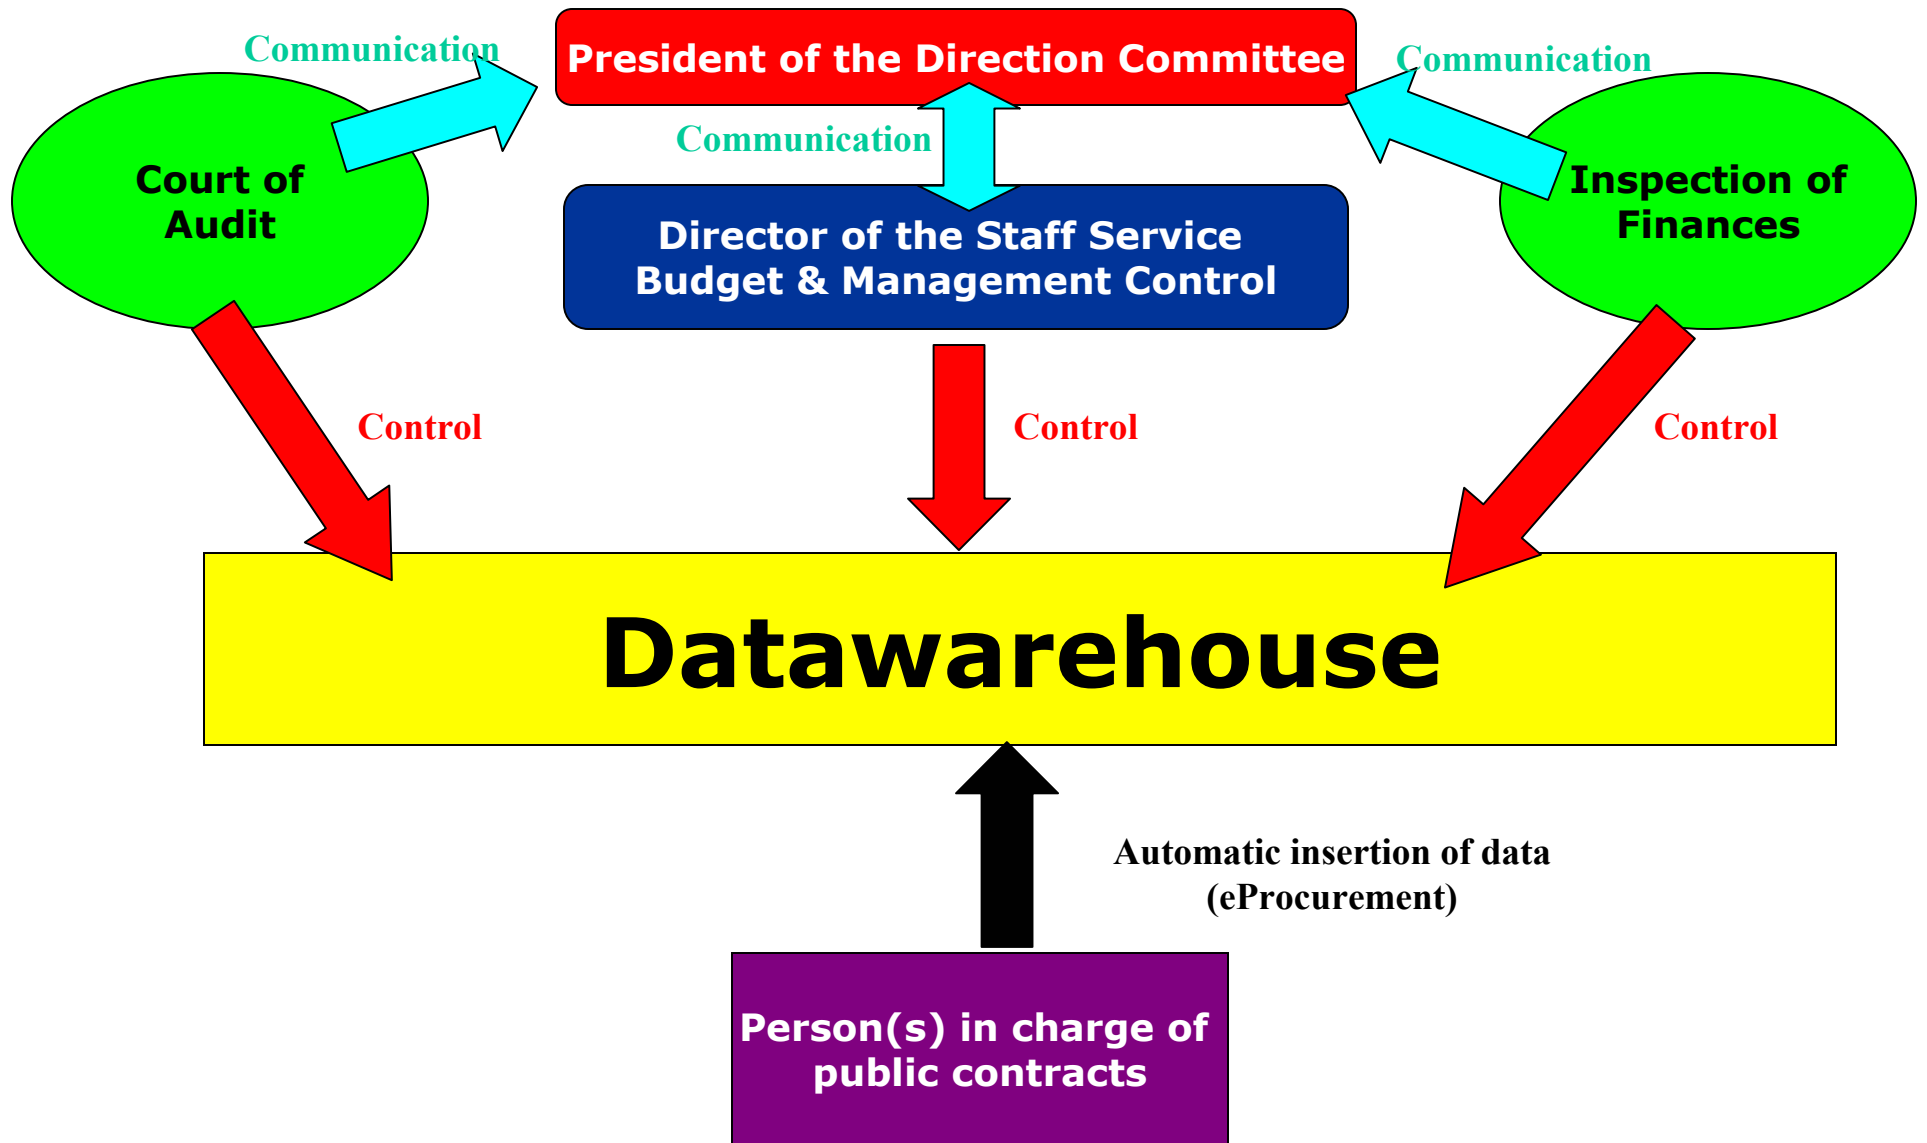 Communication
President of the Direction Committee
Communication
Communication
Court of
Audit
Inspection of
Finances
Director of the Staff Service
Budget & Management Control
Control
Control
Control
Datawarehouse
Automatic insertion of data
(eProcurement)
Person(s) in charge of
public contracts